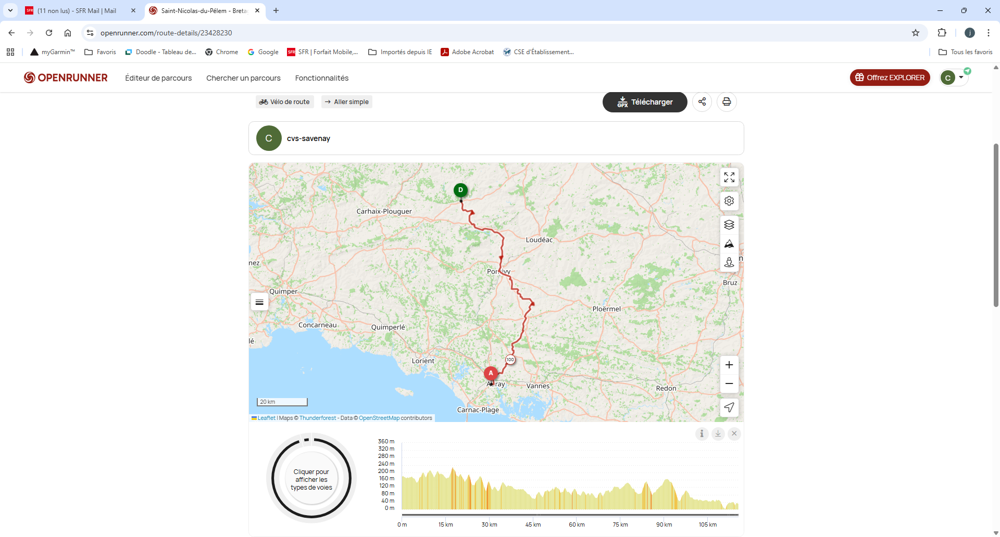 SFR (11 non lus) - SFR Mail | Mail
Saint-Nicolas-du-Pélem - Breta
openrunner.com/route-details/23428230
j
myGarmin™ Favoris Doodle - Tableau de... Chrome Google SFR SFR | Forfait Mobile,... Importés depuis IE Adobe Acrobat CSE d'Établissement... Tous les favoris
OPENRUNNER Éditeur de parcours Chercher un parcours Fonctionnalités Offrez EXPLORER C
Vélo de route → Aller simple GPX Télécharger
C cvs-savenay
D
Carhaix-Plouguer
Loudéac
nez
Bruz
Quimper
Ploërmel
Concarneau
Quimperlé
lé
Lorient
100
A
Vannes
Redon
20 km
Carnac-Plage
Leaflet | Maps © Thunderforest - Data © OpenStreetMap contributors
Cliquer pour
afficher les
types de voies
360 m
320 m
280 m
240 m
200 m
160 m
120 m
80 m
40 m
0 m
0 m 15 km 30 km 45 km 60 km 75 km 90 km 105 km